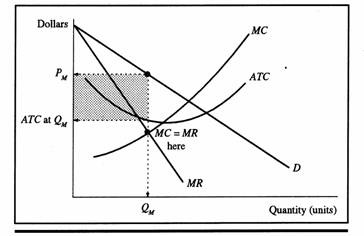 Dollars
MC
P_M
ATC
ATC at Q_M
MC = MR
here
D
MR
Q_M
Quantity (units)